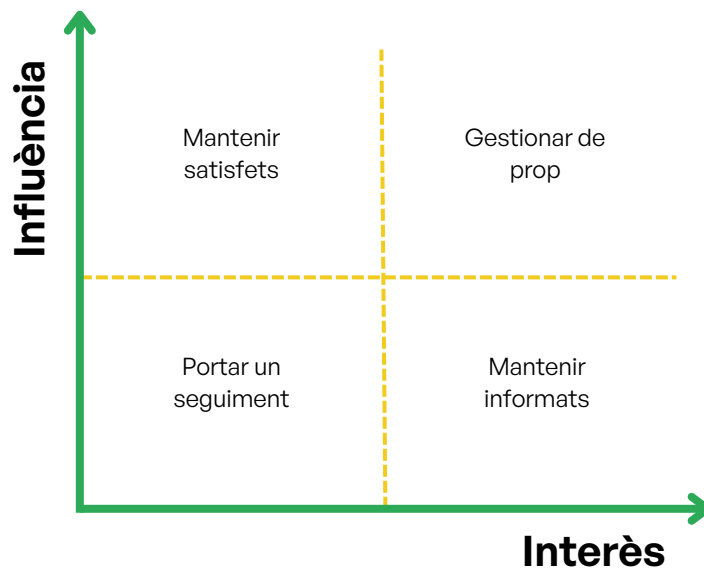 Influència
Mantenir
satisfets
Gestionar de
prop
Portar un
seguiment
Mantenir
informats
Interès